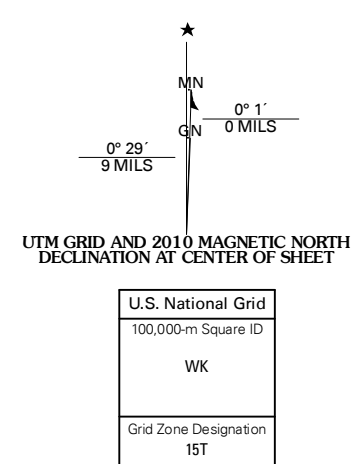 ★
MN
0° 1´
0 MILS
GN
0° 29´
9 MILS
UTM GRID AND 2010 MAGNETIC NORTH
DECLINATION AT CENTER OF SHEET
U.S. National Grid
100,000-m Square ID
WK
Grid Zone Designation
15T